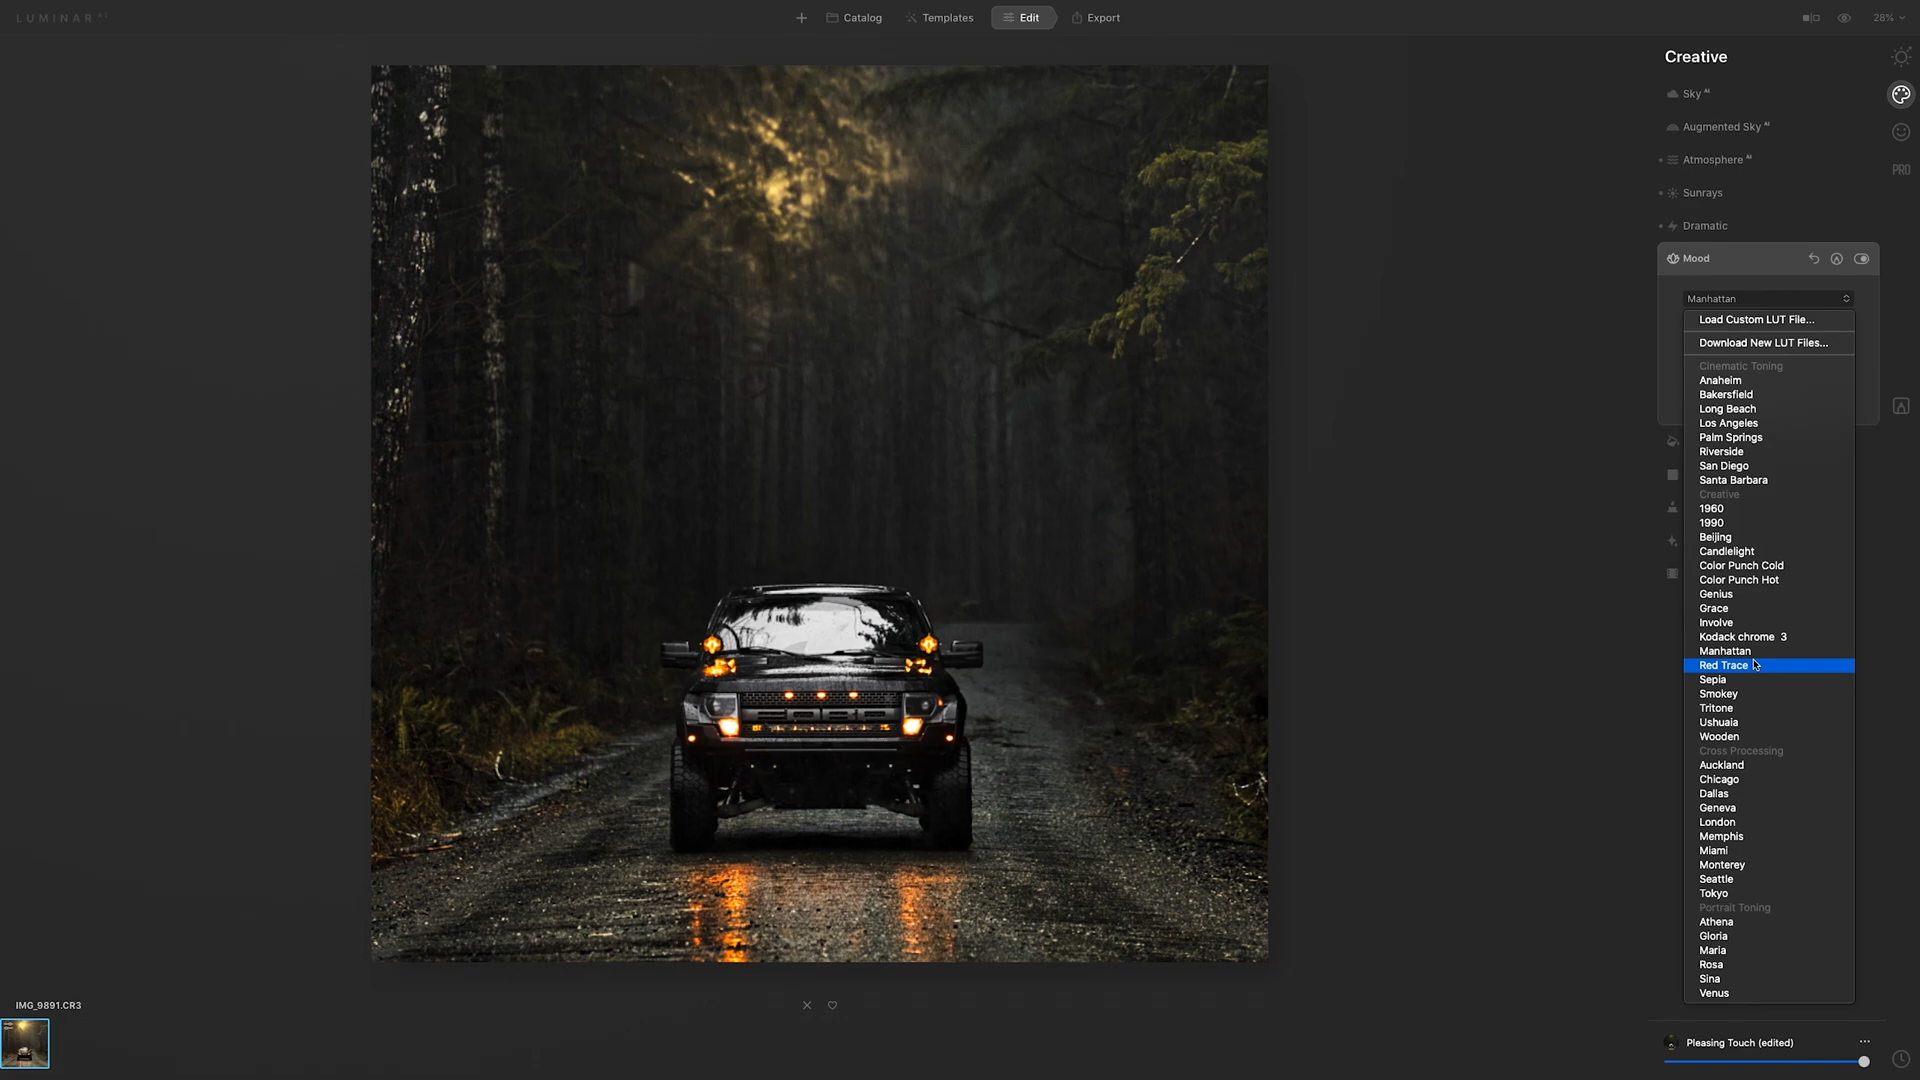 LUMINAR AI
Catalog
Templates
Edit
Export
28%
Creative
Sky AI
Augmented Sky AI
Atmosphere AI
Sunrays
Dramatic
PRO
Mood
Manhattan
Load Custom LUT File...
Download New LUT Files...
Cinematic Toning
Anaheim
Bakersfield
Long Beach
Los Angeles
Palm Springs
Riverside
San Diego
Santa Barbara
Creative
1960
1990
Beijing
Candlelight
Color Punch Cold
Color Punch Hot
Genius
Grace
Involve
Kodack chrome  3
Manhattan
Red Trace
Sepia
Smokey
Tritone
Ushuaia
Wooden
Cross Processing
Auckland
Chicago
Dallas
Geneva
London
Memphis
Miami
Monterey
Seattle
Tokyo
Portrait Toning
Athena
Gloria
Maria
Rosa
Sina
Venus
IMG_9891.CR3
Pleasing Touch (edited)